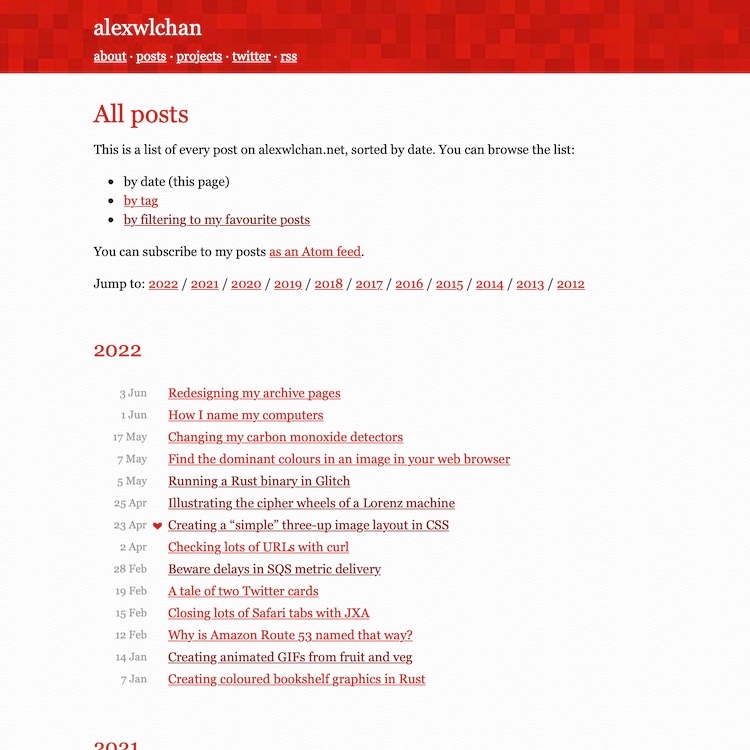 alexwlchan
about · posts · projects · twitter · rss
All posts
This is a list of every post on alexwlchan.net, sorted by date. You can browse the list:
• by date (this page)
• by tag
• by filtering to my favourite posts
You can subscribe to my posts as an Atom feed.
Jump to: 2022 / 2021 / 2020 / 2019 / 2018 / 2017 / 2016 / 2015 / 2014 / 2013 / 2012
2022
3 Jun Redesigning my archive pages
1 Jun How I name my computers
17 May Changing my carbon monoxide detectors
7 May Find the dominant colours in an image in your web browser
5 May Running a Rust binary in Glitch
25 Apr Illustrating the cipher wheels of a Lorenz machine
23 Apr ❤ Creating a “simple” three-up image layout in CSS
2 Apr Checking lots of URLs with curl
28 Feb Beware delays in SQS metric delivery
19 Feb A tale of two Twitter cards
15 Feb Closing lots of Safari tabs with JXA
12 Feb Why is Amazon Route 53 named that way?
14 Jan Creating animated GIFs from fruit and veg
7 Jan Creating coloured bookshelf graphics in Rust
2021